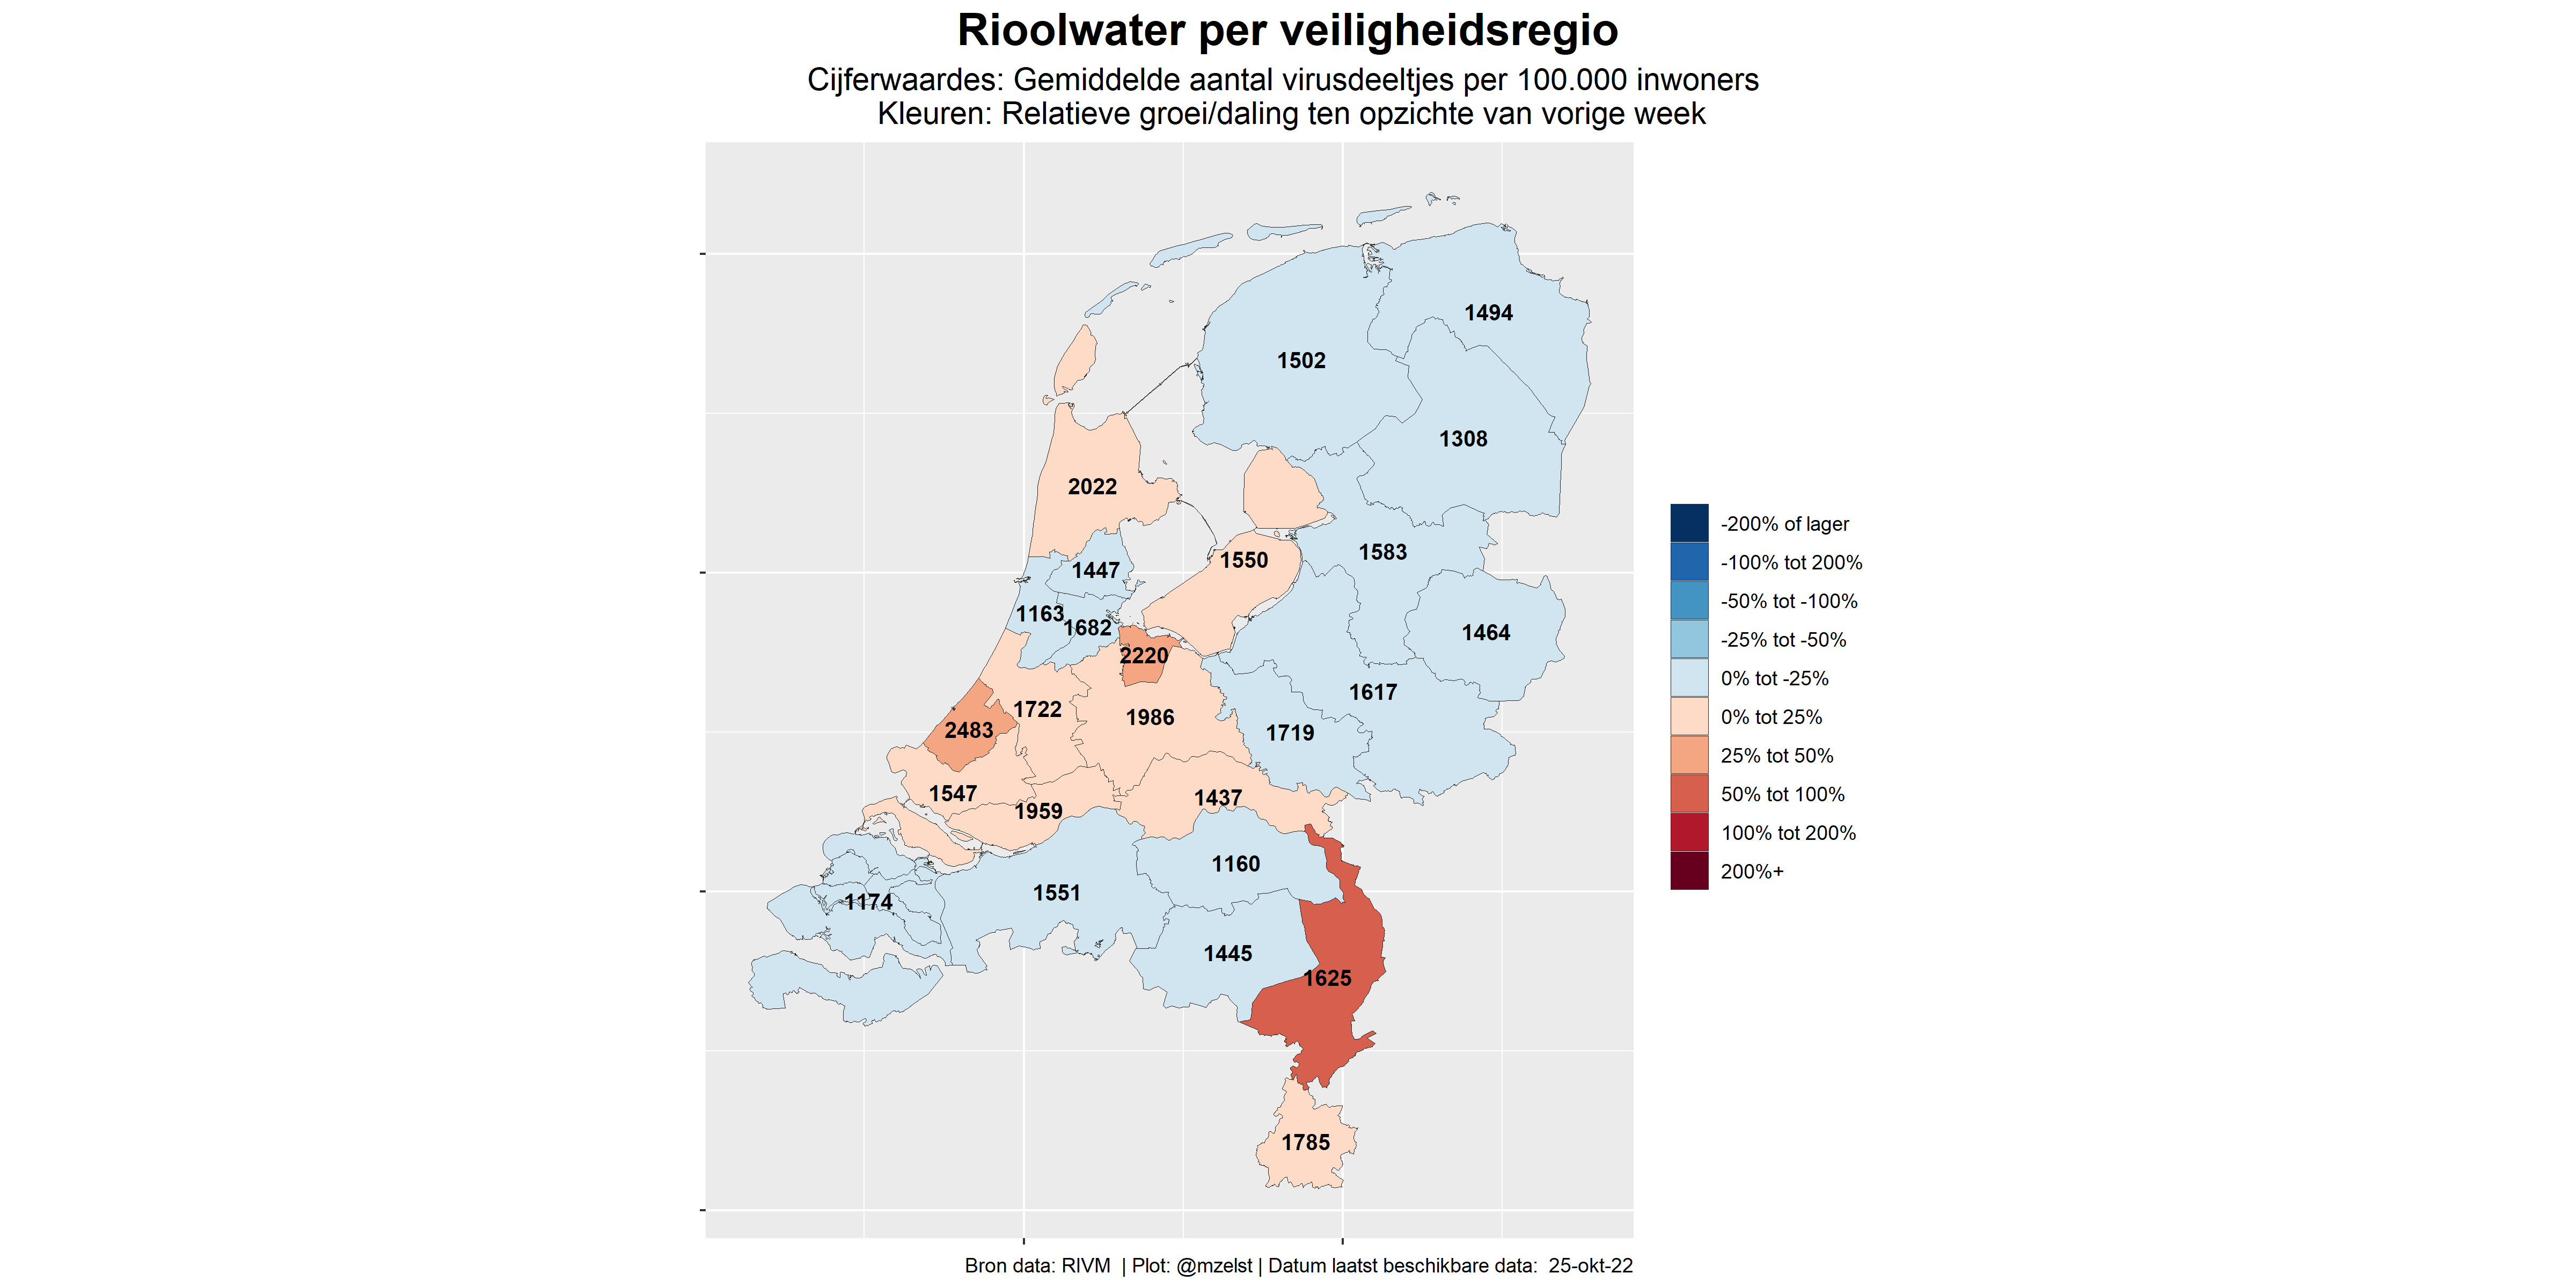 Rioolwater per veiligheidsregio
Cijferwaardes: Gemiddelde aantal virusdeeltjes per 100.000 inwoners
Kleuren: Relatieve groei/daling ten opzichte van vorige week
1494
1502
1308
2022
1550
1583
1447
1163
1682
1464
2220
1617
1722
1986
2483
1719
1547
1437
1959
1160
1551
1174
1445
1625
1785
-200% of lager
-100% tot 200%
-50% tot -100%
-25% tot -50%
0% tot -25%
0% tot 25%
25% tot 50%
50% tot 100%
100% tot 200%
200%+
Bron data: RIVM | Plot: @mzelst | Datum laatst beschikbare data: 25-okt-22